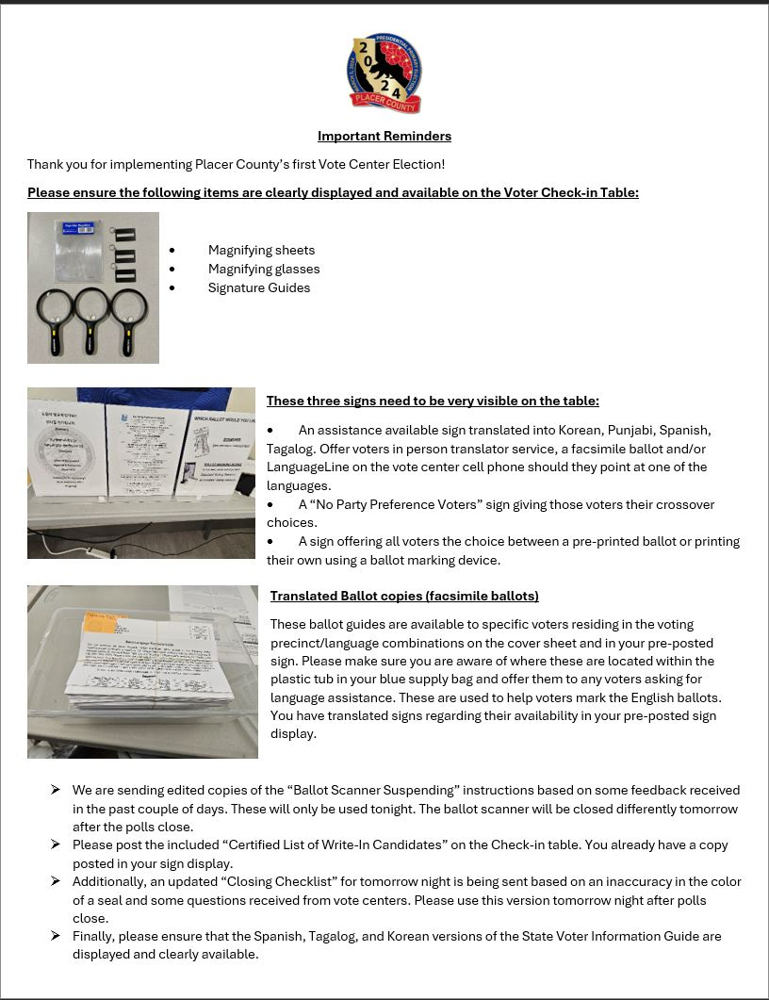 PRESIDENTIAL PRIMARY ELECTION
MARCH 5, 2024
20
24
PLACER COUNTY
Important Reminders
Thank you for implementing Placer County’s first Vote Center Election!
Please ensure the following items are clearly displayed and available on the Voter Check-in Table:
• Magnifying sheets
• Magnifying glasses
• Signature Guides
These three signs need to be very visible on the table:
• An assistance available sign translated into Korean, Punjabi, Spanish,
Tagalog. Offer voters in person translator service, a facsimile ballot and/or
LanguageLine on the vote center cell phone should they point at one of the
languages.
• A “No Party Preference Voters” sign giving those voters their crossover
choices.
• A sign offering all voters the choice between a pre-printed ballot or printing
their own using a ballot marking device.
WHICH BALLOT WOULD YOU
Translated Ballot copies (facsimile ballots)
These ballot guides are available to specific voters residing in the voting
precinct/language combinations on the cover sheet and in your pre-posted
sign. Please make sure you are aware of where these are located within the
plastic tub in your blue supply bag and offer them to any voters asking for
language assistance. These are used to help voters mark the English ballots.
You have translated signs regarding their availability in your pre-posted sign
display.
➢ We are sending edited copies of the “Ballot Scanner Suspending” instructions based on some feedback received
in the past couple of days. These will only be used tonight. The ballot scanner will be closed differently tomorrow
after the polls close.
➢ Please post the included “Certified List of Write-In Candidates” on the Check-in table. You already have a copy
posted in your sign display.
➢ Additionally, an updated “Closing Checklist” for tomorrow night is being sent based on an inaccuracy in the color
of a seal and some questions received from vote centers. Please use this version tomorrow night after polls
close.
➢ Finally, please ensure that the Spanish, Tagalog, and Korean versions of the State Voter Information Guide are
displayed and clearly available.